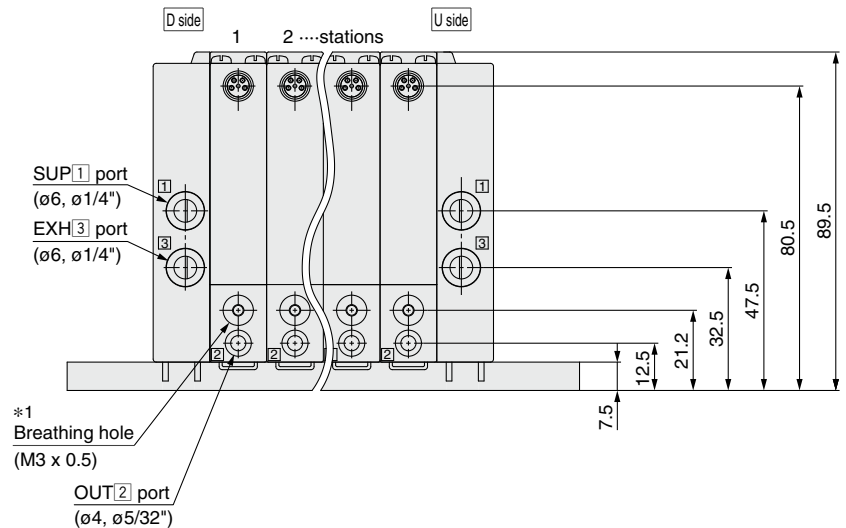 D side
U side
1 2 ····stations
SUP1 port
(ø6, ø1/4")
EXH3 port
(ø6, ø1/4")
1
3
1
3
2
2
2
*1
Breathing hole
(M3 x 0.5)
OUT2 port
(ø4, ø5/32")
7.5
12.5
21.2
32.5
47.5
80.5
89.5